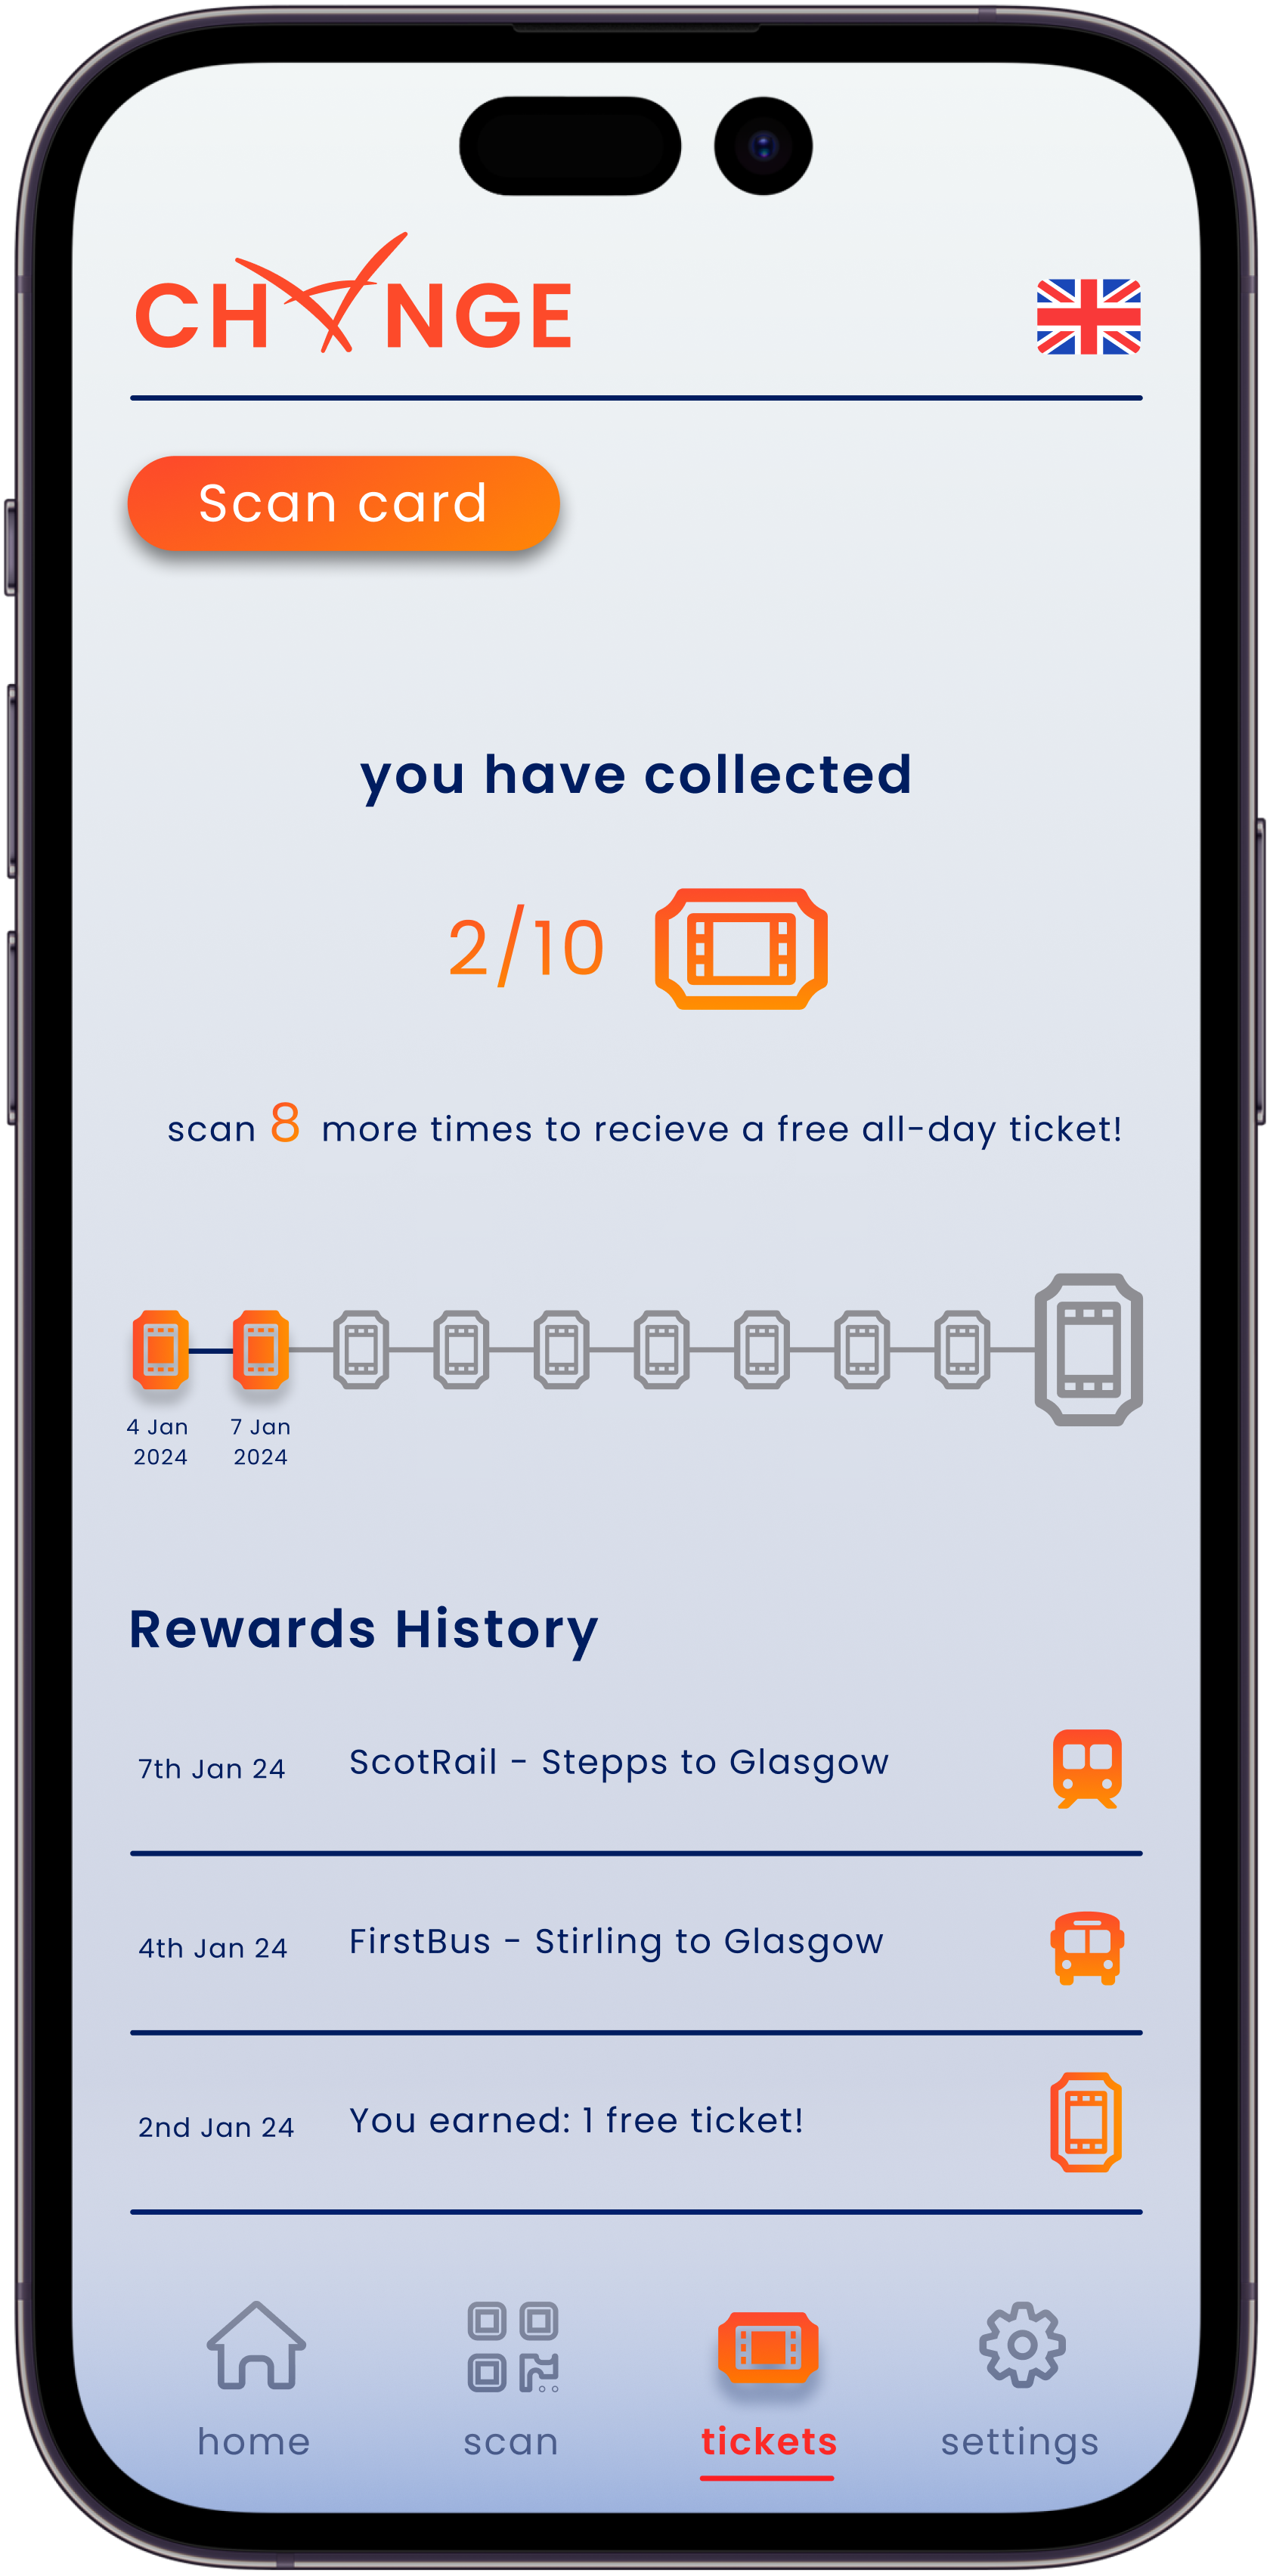 CHANGE
Scan card
you have collected
2/10
scan 8 more times to recieve a free all-day ticket!
4 Jan 2024
7 Jan 2024
Rewards History
7th Jan 24 ScotRail - Stepps to Glasgow
4th Jan 24 FirstBus - Stirling to Glasgow
2nd Jan 24 You earned: 1 free ticket!
home scan tickets settings